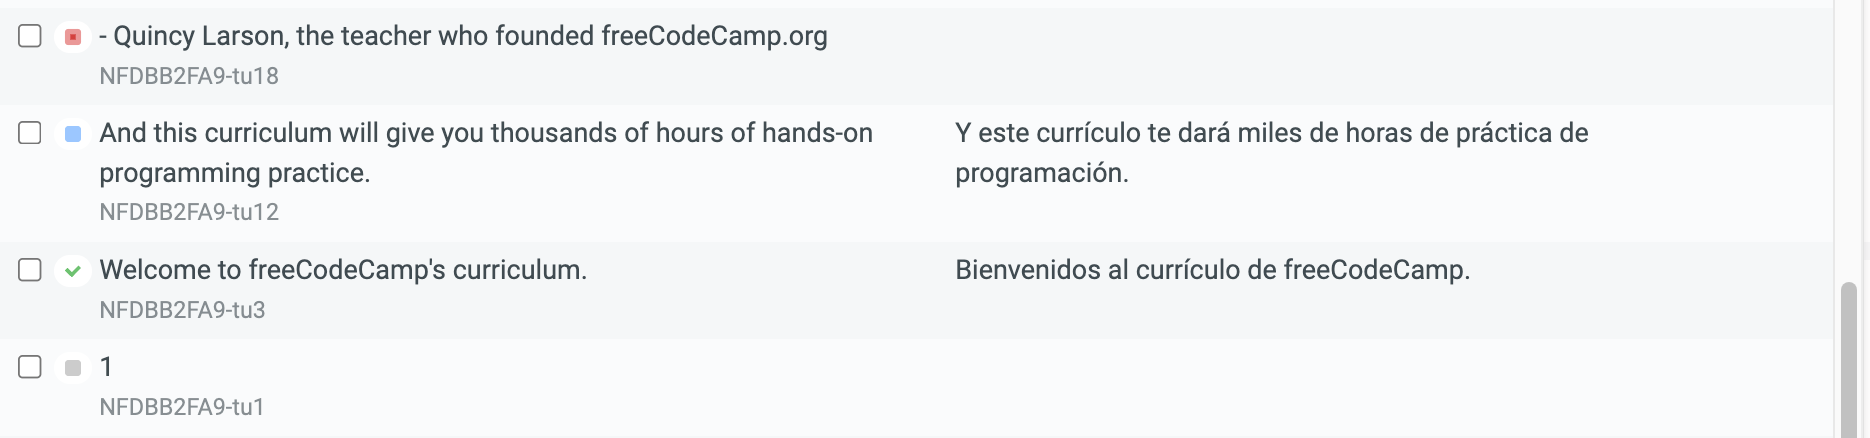 - Quincy Larson, the teacher who founded freeCodeCamp.org
NFDBB2FA9-tu18
And this curriculum will give you thousands of hours of hands-on
programming practice.
NFDBB2FA9-tu12
Y este currículo te dará miles de horas de práctica de
programación.
Welcome to freeCodeCamp's curriculum.
NFDBB2FA9-tu3
Bienvenidos al currículo de freeCodeCamp.
1
NFDBB2FA9-tu1